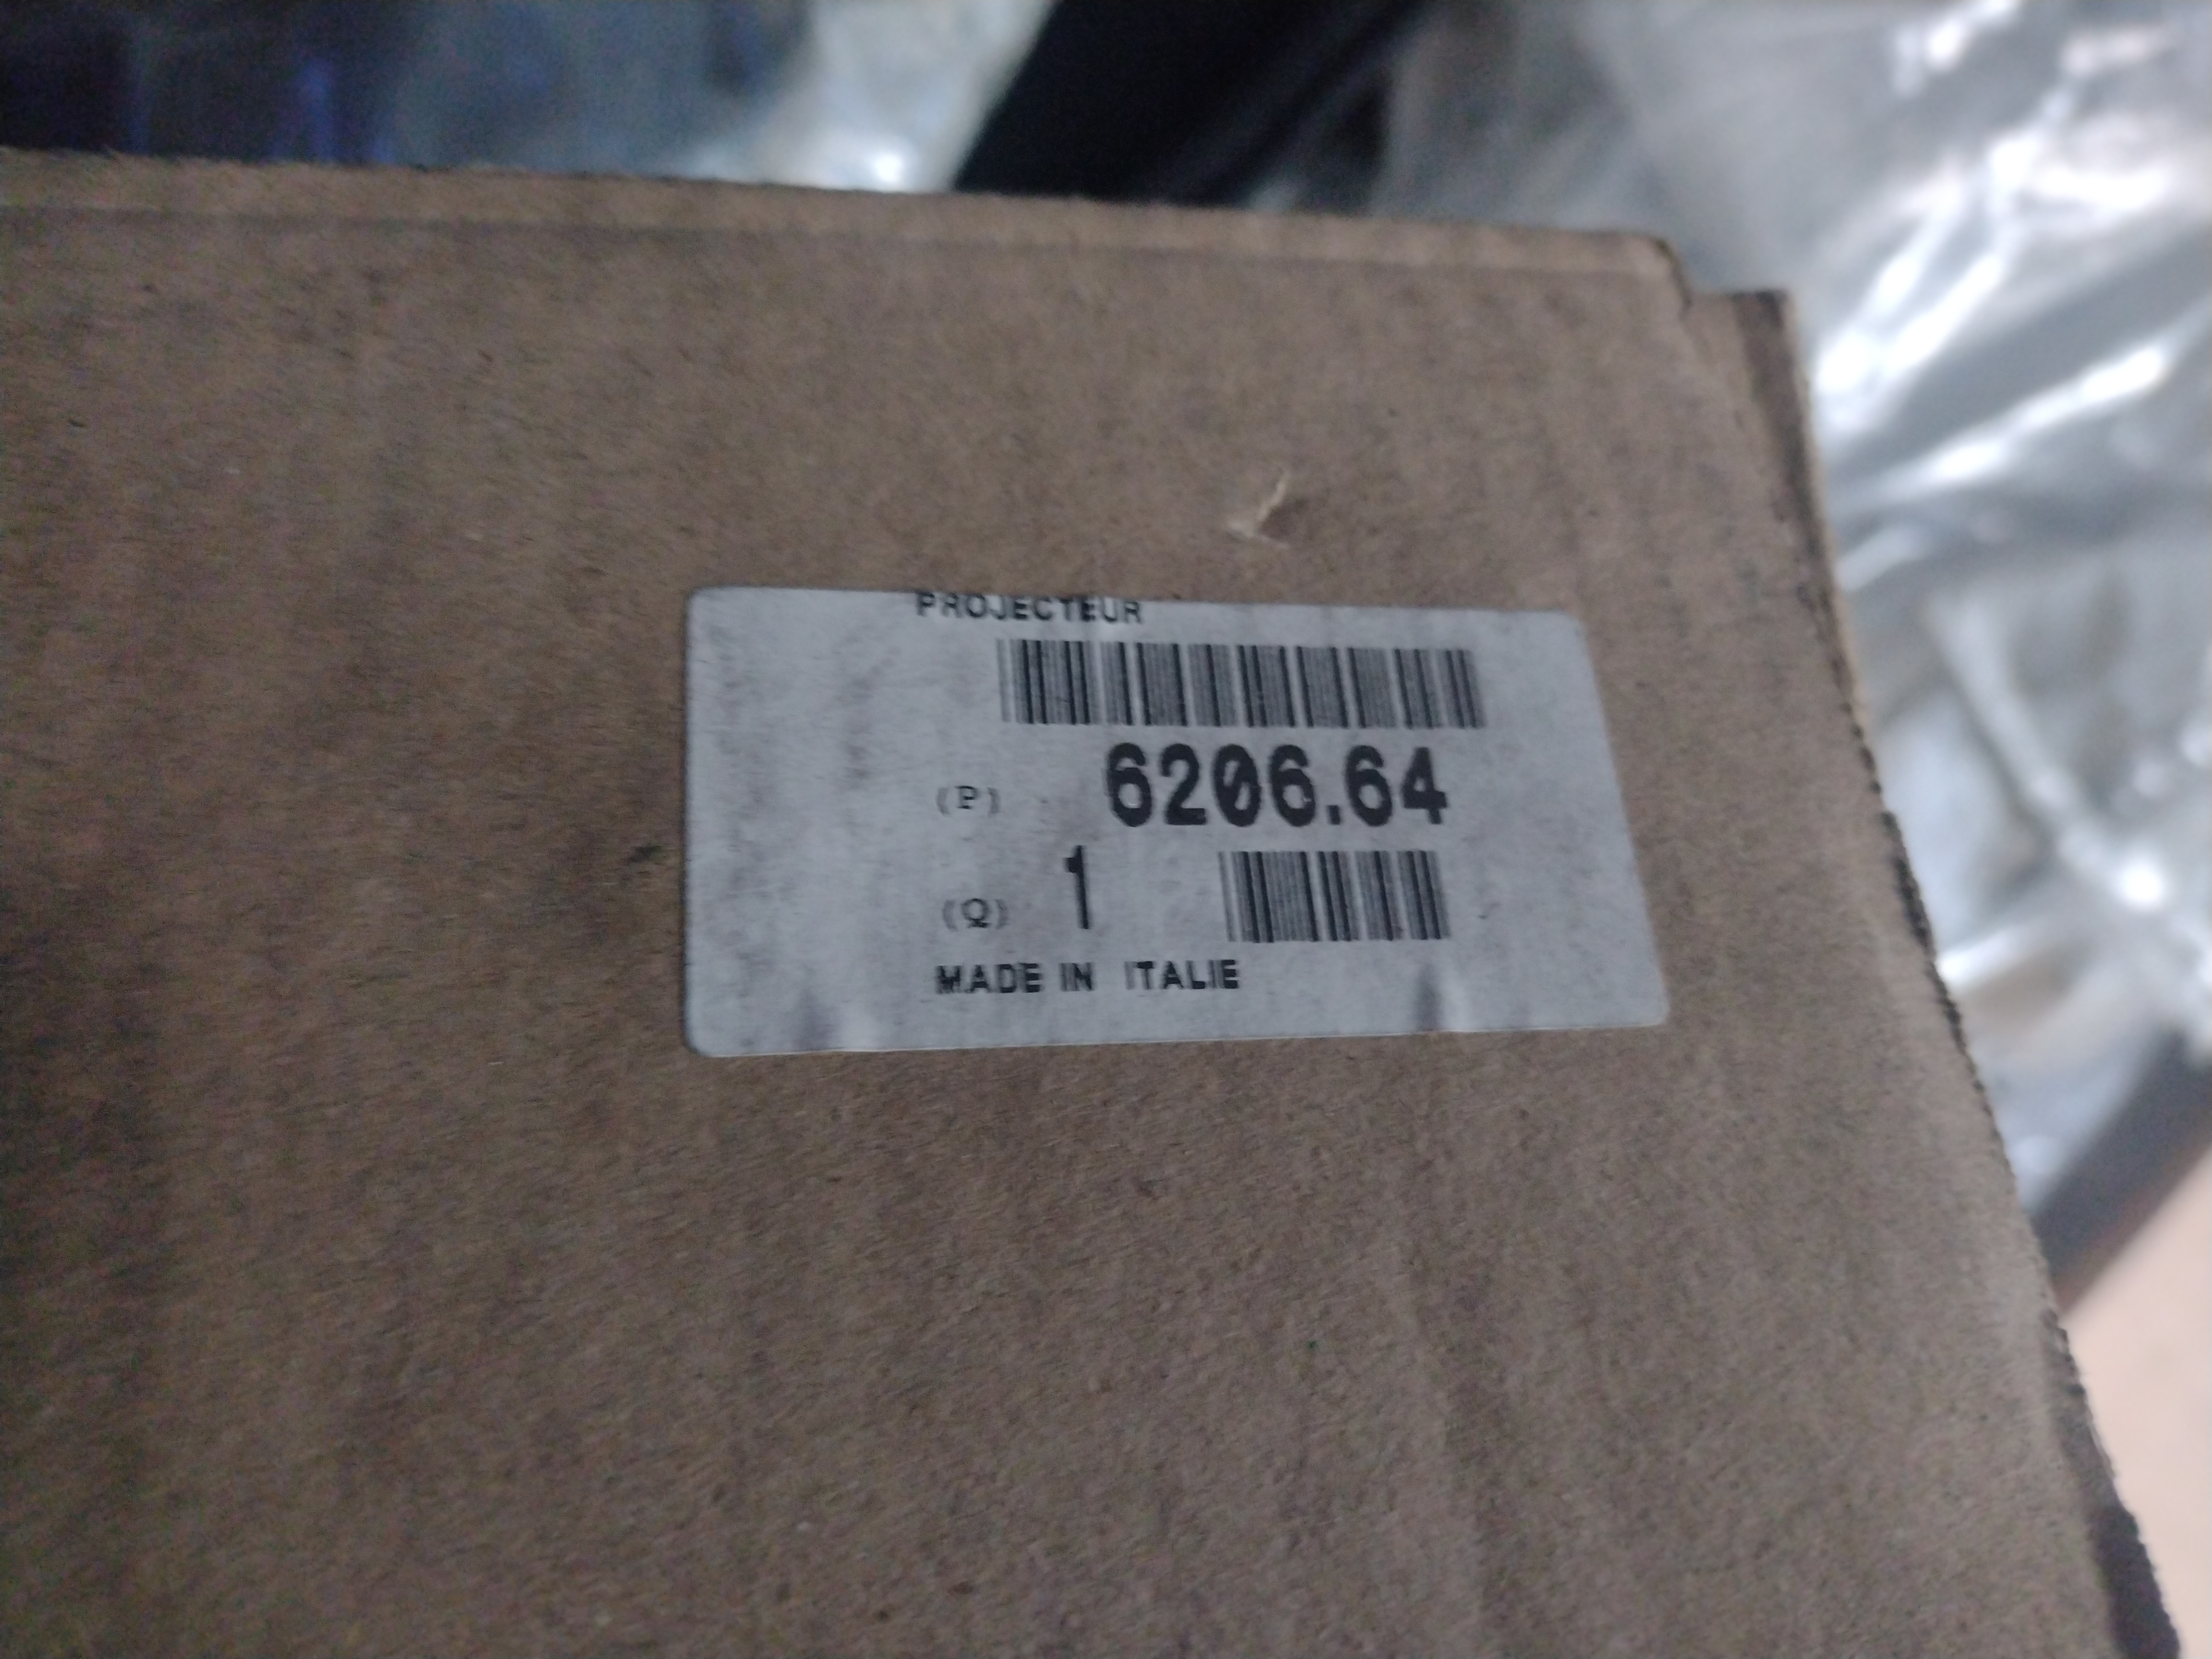 PROJECTEUR
(P) 6206.64
(Q) 1
MADE IN ITALIE